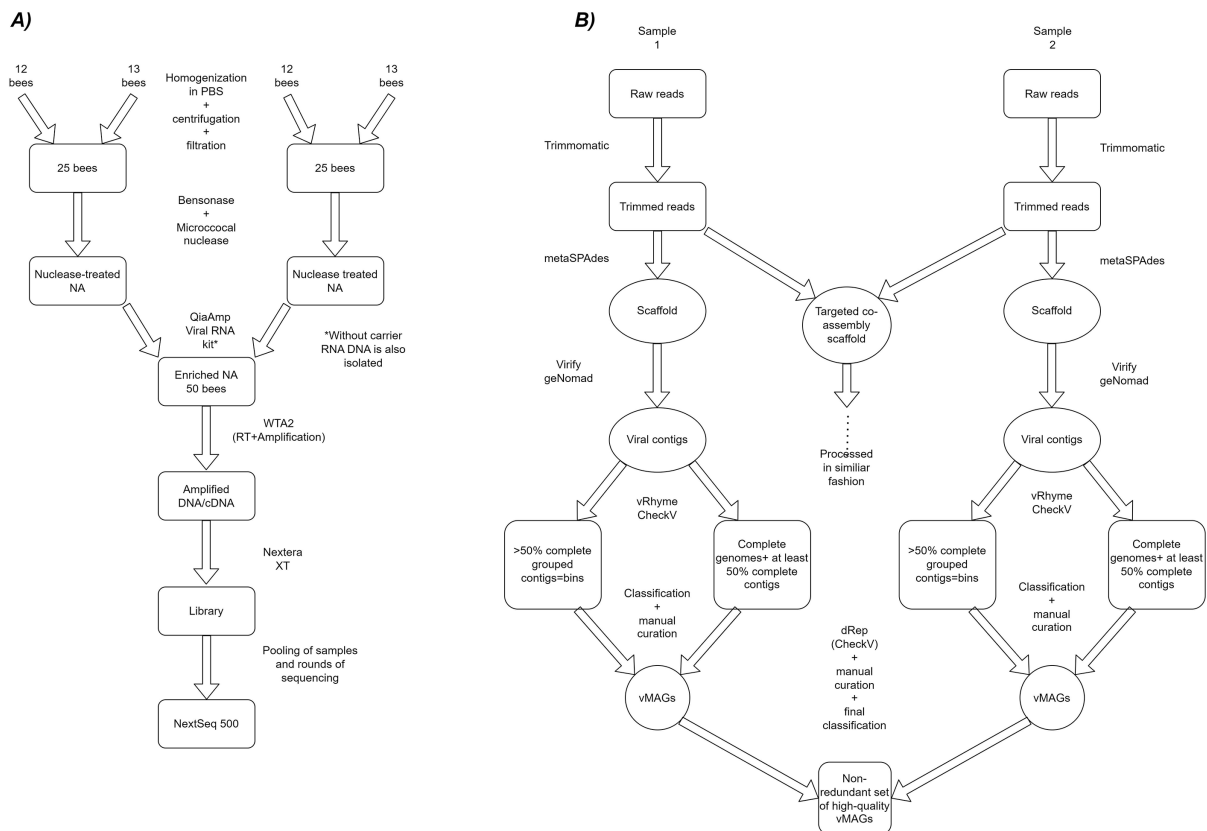 A)
12
bees
13
bees
Homogenization
in PBS
+
centrifugation
+
filtration
12
bees
13
bees
25 bees
25 bees
Bensonase
+
Microccocal
nuclease
Nuclease-treated
NA
Nuclease treated
NA
QiaAmp
Viral RNA
kit*
*Without carrier
RNA DNA is also
isolated
Enriched NA
50 bees
WTA2
(RT+Amplification)
Amplified
DNA/cDNA
Nextera
XT
Library
Pooling of samples
and rounds of
sequencing
NextSeq 500
B)
Sample
1
Sample
2
Raw reads
Raw reads
Trimmomatic
Trimmomatic
Trimmed reads
Trimmed reads
metaSPAdes
metaSPAdes
Scaffold
Targeted co-
assembly
scaffold
Scaffold
Virify
geNomad
Virify
geNomad
Viral contigs
Processed
in similiar
fashion
Viral contigs
vRhyme
CheckV
vRhyme
CheckV
>50% complete
grouped
contigs=bins
Complete
genomes+ at least
50% complete
contigs
>50% complete
grouped
contigs=bins
Complete
genomes+ at least
50% complete
contigs
Classification
+
manual
curation
Classification
+
manual
curation
dRep
(CheckV)
+
manual
curation
+
final
classification
vMAGs
vMAGs
Non-
redundant set
of high-quality
vMAGs